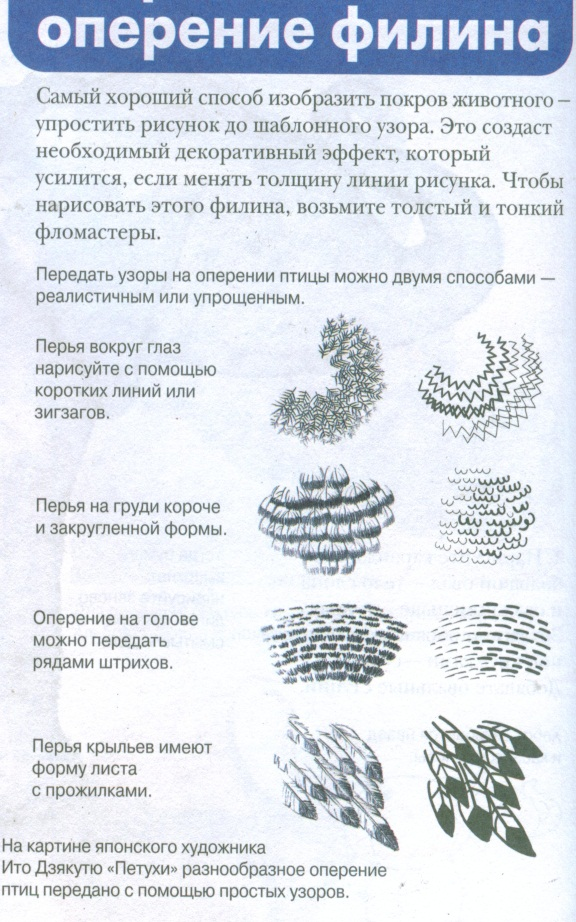 оперение филина
Самый хороший способ изобразить покров животного –
упростить рисунок до шаблонного узора. Это создаст
необходимый декоративный эффект, который
усилится, если менять толщину линии рисунка. Чтобы
нарисовать этого филина, возьмите толстый и тонкий
фломастеры.
Передать узоры на оперении птицы можно двумя способами —
реалистичным или упрощенным.
Перья вокруг глаз
нарисуйте с помощью
коротких линий или
зигзагов.
Перья на груди короче
и закругленной формы.
Оперение на голове
можно передать
рядами штрихов.
Перья крыльев имеют
форму листа
с прожилками.
На картине японского художника
Ито Дзякутю «Петухи» разнообразное оперение
птиц передано с помощью простых узоров.